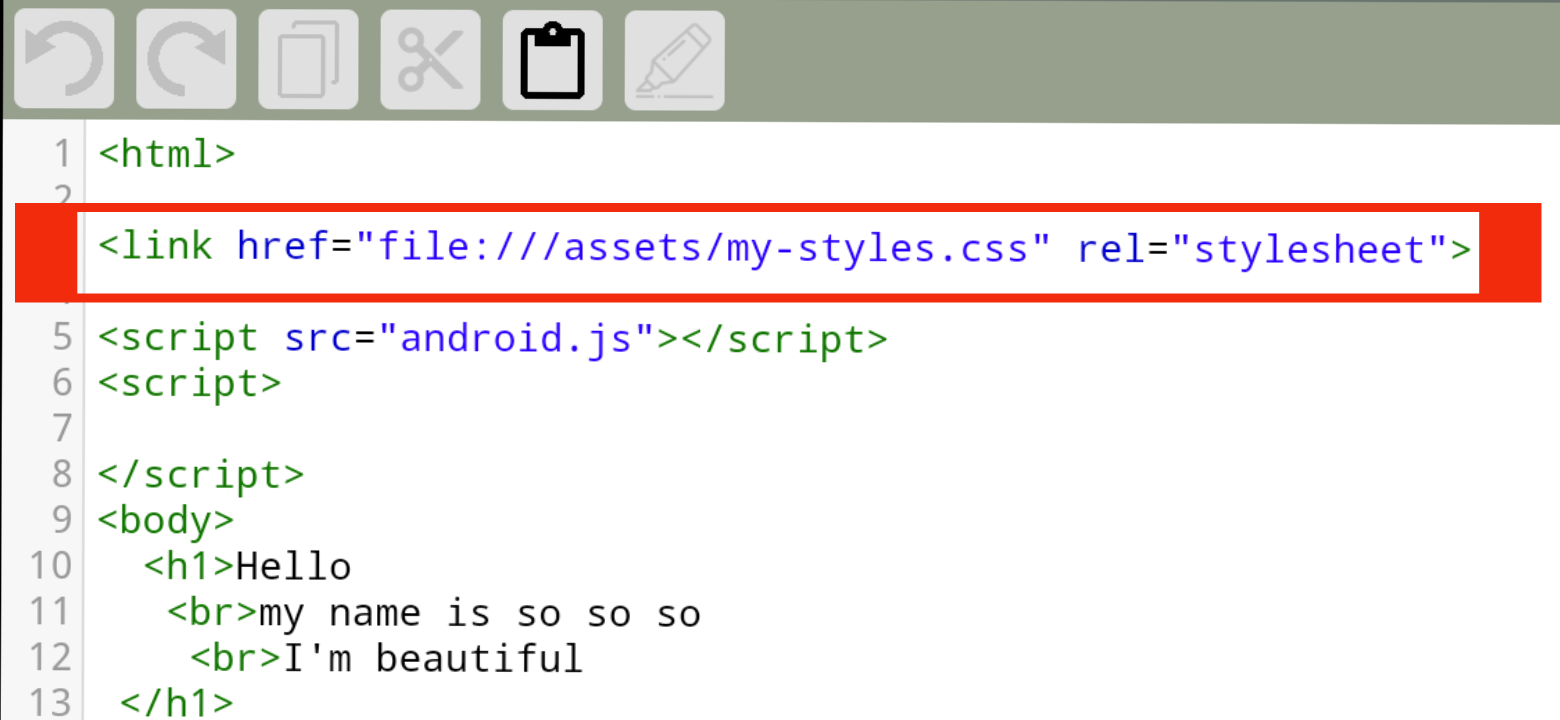 1 <html>
2
<link href="file:///assets/my-styles.css" rel="stylesheet">
5 <script src="android.js"></script>
6 <script>
7
8 </script>
9 <body>
10 <h1>Hello
11 <br>my name is so so so
12 <br>I'm beautiful
13 </h1>